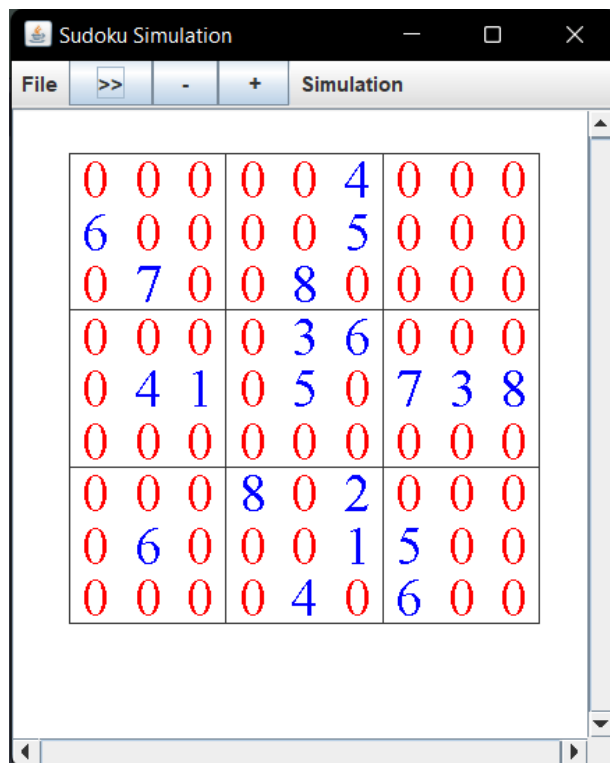 Sudoku Simulation
File >> - + Simulation
0 0 0 0 0 4 0 0 0
6 0 0 0 0 5 0 0 0
0 7 0 0 8 0 0 0 0
0 0 0 0 3 6 0 0 0
0 4 1 0 5 0 7 3 8
0 0 0 0 0 0 0 0 0
0 0 0 8 0 2 0 0 0
0 6 0 0 0 1 5 0 0
0 0 0 0 4 0 6 0 0